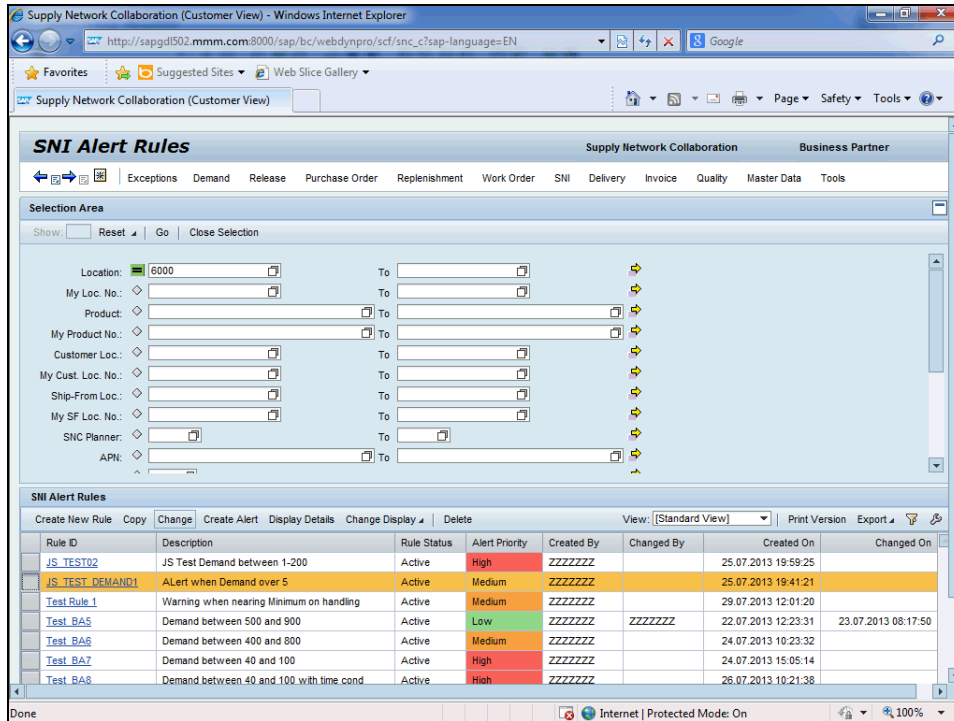 Supply Network Collaboration (Customer View) - Windows Internet Explorer
http://sapgdl502.mmm.com:8000/sap/bc/webdynpro/scf/snc_c?sap-language=EN
Google
Favorites Suggested Sites Web Slice Gallery
Supply Network Collaboration (Customer View) Page Safety Tools
SNI Alert Rules Supply Network Collaboration Business Partner
Exceptions Demand Release Purchase Order Replenishment Work Order SNI Delivery Invoice Quality Master Data Tools
Selection Area
Show: Reset Go Close Selection
Location: 6000 To
My Loc. No.: To
Product: To
My Product No.: To
Customer Loc.: To
My Cust. Loc. No.: To
Ship-From Loc.: To
My SF Loc. No.: To
SNC Planner: To
APN: To
SNI Alert Rules
Create New Rule Copy Change Create Alert Display Details Change Display Delete View: [Standard View] Print Version Export
Rule ID Description Rule Status Alert Priority Created By Changed By Created On Changed On
JS_TEST02 JS Test Demand between 1-200 Active High ZZZZZZZ 25.07.2013 19:59:25
JS_TEST_DEMAND1 ALert when Demand over 5 Active Medium ZZZZZZZ 25.07.2013 19:41:21
Test Rule 1 Warning when nearing Minimum on handling Active Medium ZZZZZZZ 29.07.2013 12:01:20
Test_BA5 Demand between 500 and 900 Active Low ZZZZZZZ ZZZZZZZ 22.07.2013 12:23:31 23.07.2013 08:17:50
Test_BA6 Demand between 400 and 800 Active Medium ZZZZZZZ 24.07.2013 10:23:32
Test_BA7 Demand between 40 and 100 Active High ZZZZZZZ 24.07.2013 15:05:14
Test_BA8 Demand between 40 and 100 with time cond Active High ZZZZZZZ 26.07.2013 10:21:38
Done Internet | Protected Mode: On 100%